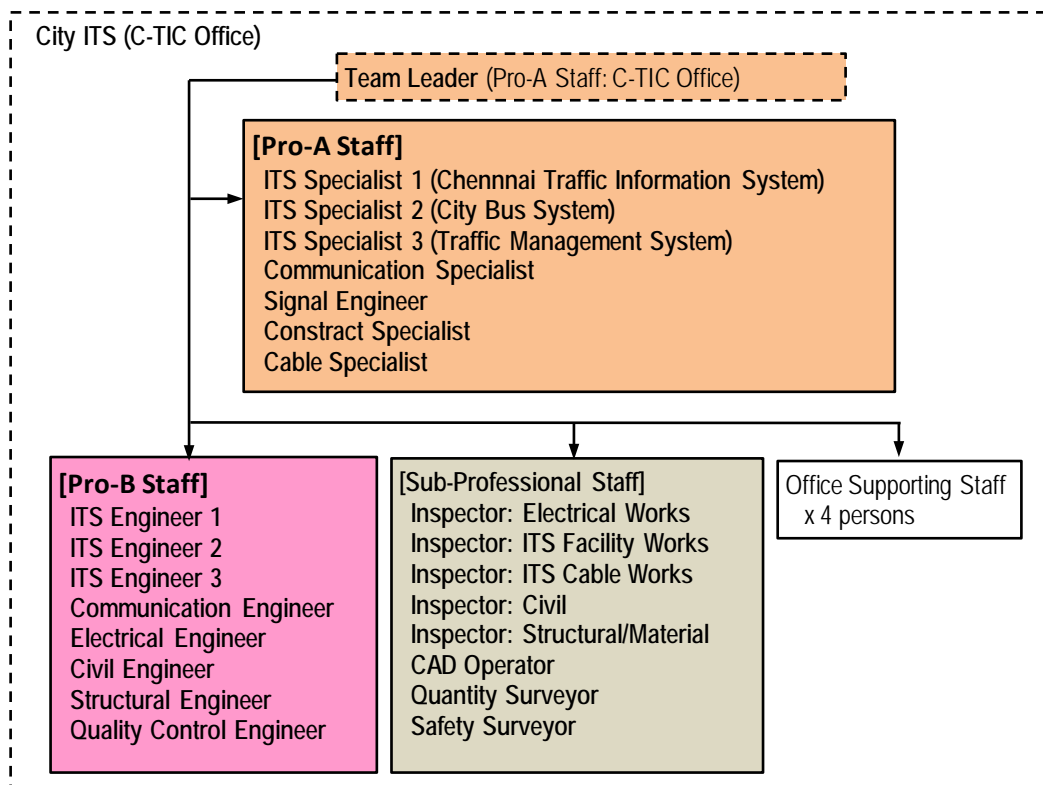 City ITS (C-TIC Office)
Team Leader (Pro-A Staff: C-TIC Office)
[Pro-A Staff]
ITS Specialist 1 (Chennnai Traffic Information System)
ITS Specialist 2 (City Bus System)
ITS Specialist 3 (Traffic Management System)
Communication Specialist
Signal Engineer
Constract Specialist
Cable Specialist
[Pro-B Staff]
ITS Engineer 1
ITS Engineer 2
ITS Engineer 3
Communication Engineer
Electrical Engineer
Civil Engineer
Structural Engineer
Quality Control Engineer
[Sub-Professional Staff]
Inspector: Electrical Works
Inspector: ITS Facility Works
Inspector: ITS Cable Works
Inspector: Civil
Inspector: Structural/Material
CAD Operator
Quantity Surveyor
Safety Surveyor
Office Supporting Staff
x 4 persons